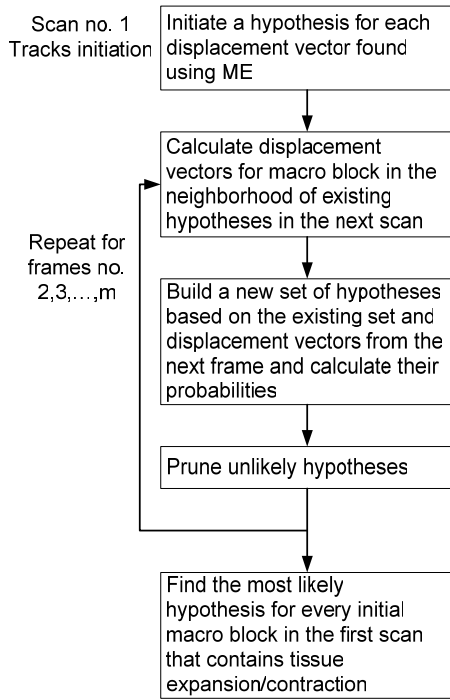 Scan no. 1
Tracks initiation
Initiate a hypothesis for each
displacement vector found
using ME
Calculate displacement
vectors for macro block in the
neighborhood of existing
hypotheses in the next scan
Repeat for
frames no.
2,3,...,m
Build a new set of hypotheses
based on the existing set and
displacement vectors from the
next frame and calculate their
probabilities
Prune unlikely hypotheses
Find the most likely
hypothesis for every initial
macro block in the first scan
that contains tissue
expansion/contraction